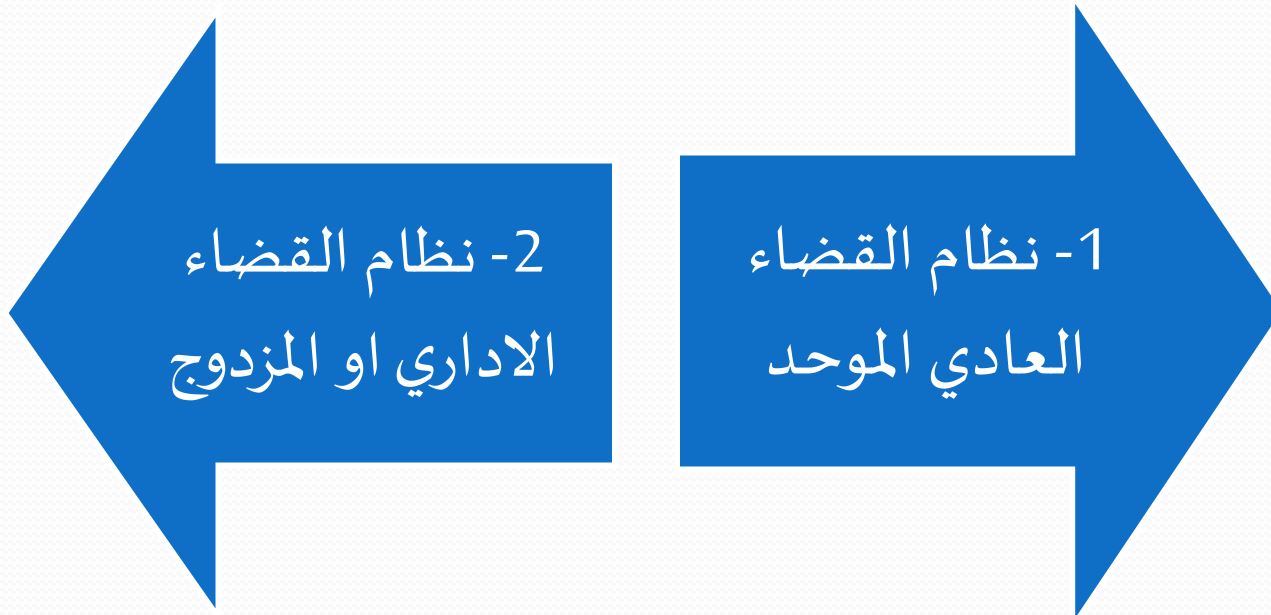 1- نظام القضاء
العادي الموحد
2- نظام القضاء
الاداري او المزدوج